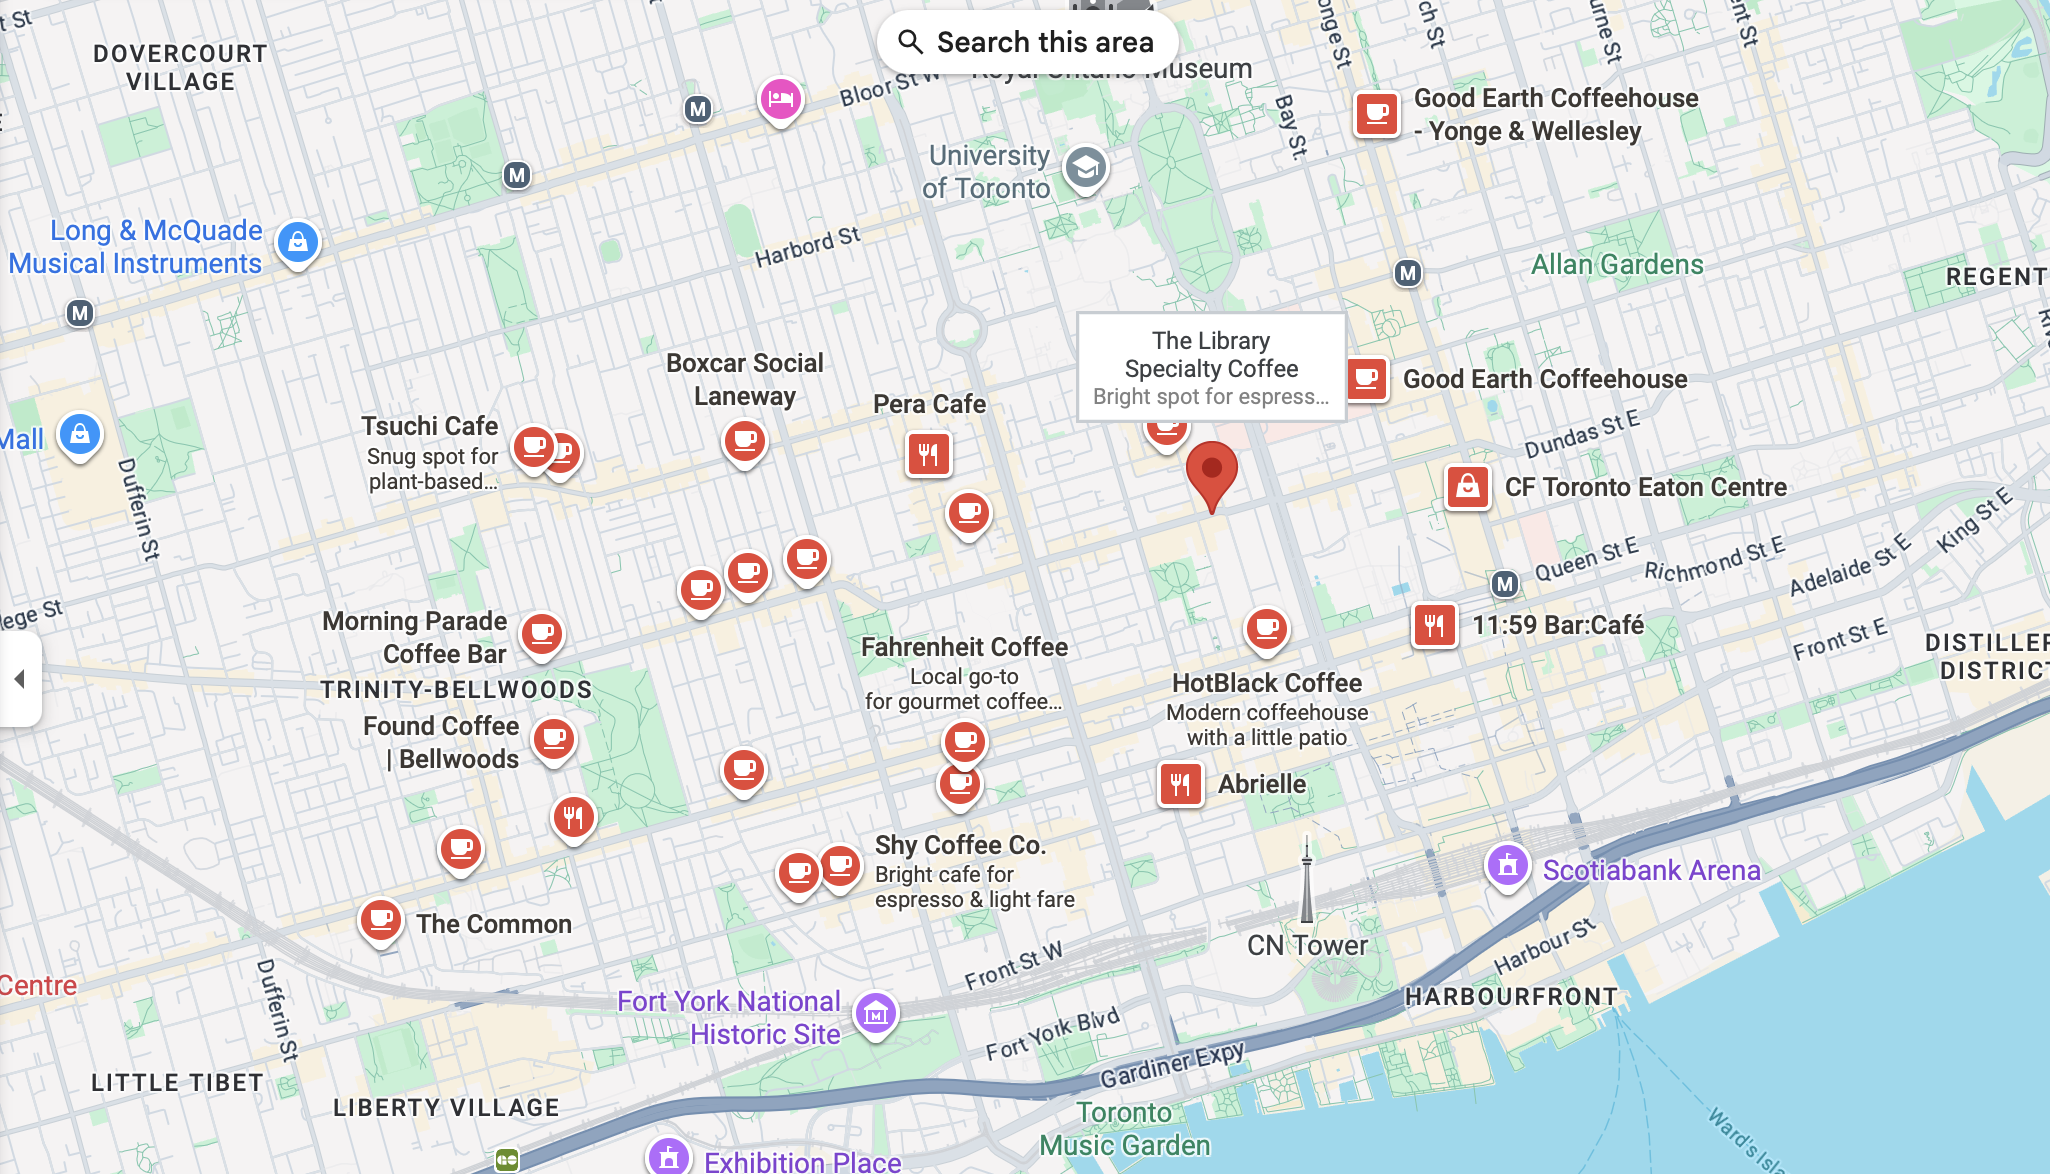 Search this area
DOVERCOURT
VILLAGE
Bloor St W
Museum
Bay St.
Good Earth Coffeehouse
- Yonge & Wellesley
M
University
of Toronto
M
Long & McQuade
Musical Instruments
Harbord St
Allan Gardens
REGENT
M
M
The Library
Specialty Coffee
Bright spot for espress...
Boxcar Social
Laneway
Good Earth Coffeehouse
Pera Cafe
Tsuchi Cafe
Snug spot for
plant-based...
Mall
Dufferin St
Dundas St E
CF Toronto Eaton Centre
King St E
Queen St E
Richmond St E
Adelaide St E
M
lege St
Morning Parade
Coffee Bar
11:59 Bar:Café
Front St E
DISTILLER
DISTRICT
Fahrenheit Coffee
Local go-to
for gourmet coffee...
HotBlack Coffee
Modern coffeehouse
with a little patio
TRINITY-BELLWOODS
Found Coffee
| Bellwoods
Abrielle
Shy Coffee Co.
Bright cafe for
espresso & light fare
Scotiabank Arena
The Common
CN Tower
Harbour St
Front St W
Centre
Dufferin St
HARBOURFRONT
Fort York National
Historic Site
M
Fort York Blvd
Gardiner Expy
LITTLE TIBET
LIBERTY VILLAGE
Toronto
Music Garden
Ward's Isla
GO
Exhibition Place